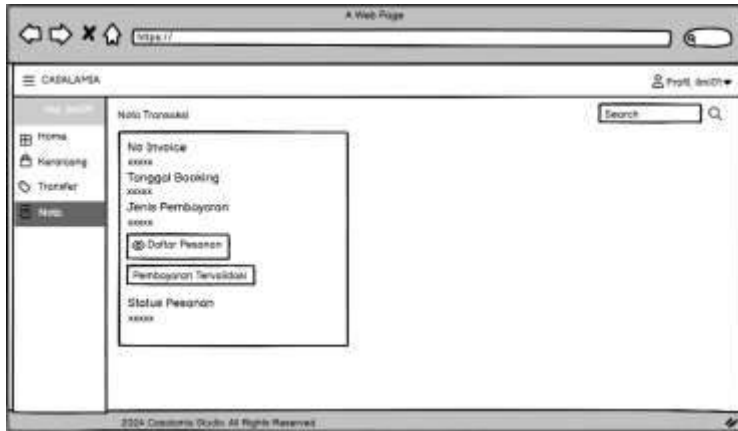 A Web Page
https://
CASALAMIA
Profil
Home
Keranjang
Transfer
Nota
Nota Transaksi
Search
No Invoice
xxxxx
Tanggal Booking
xxxxx
Jenis Pembayaran
xxxxx
Daftar Pesanan
Pembayaran Tervalidasi
Status Pesanan
xxxxx
2024 Casalamia Studio. All Rights Reserved